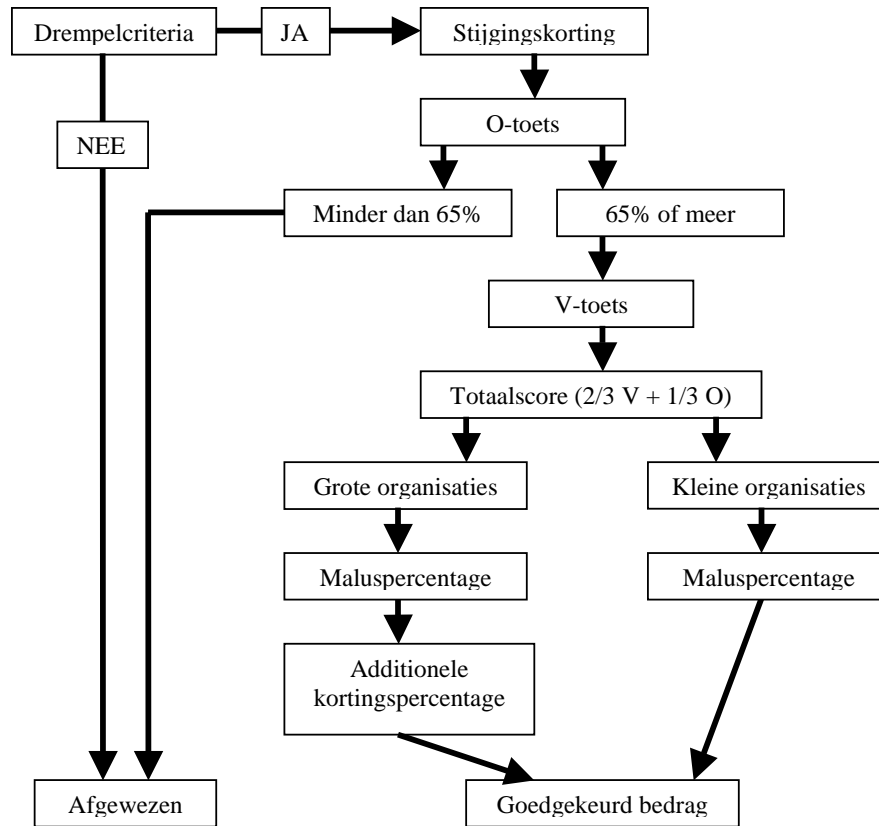 Drempelcriteria
JA
Stijgingskorting
O-toets
NEE
Minder dan 65%
65% of meer
V-toets
Totaalscore (2/3 V + 1/3 O)
Grote organisaties
Kleine organisaties
Maluspercentage
Maluspercentage
Additionele
kortingspercentage
Afgewezen
Goedgekeurd bedrag